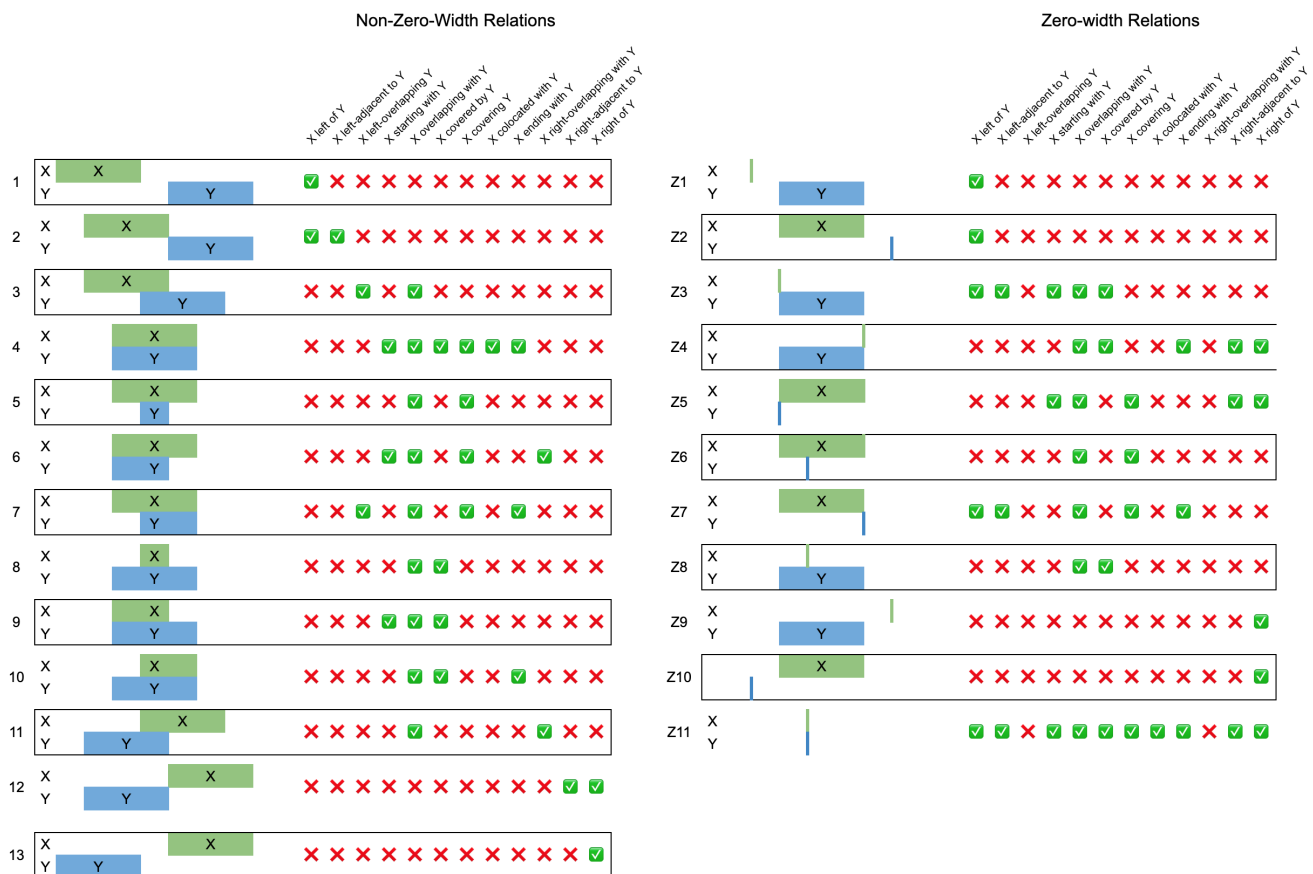 Non-Zero-Width Relations
X left of Y
X left-adjacent to Y
X left-overlapping Y
X starting with Y
X overlapping with Y
X covered by Y
X covering Y
X colocated with Y
X ending with Y
X right-overlapping with Y
X right-adjacent to Y
X right of Y
1
X X
Y Y
2
X X
Y Y
3
X X
Y Y
4
X X
Y Y
5
X X
Y Y
6
X X
Y Y
7
X X
Y Y
8
X X
Y Y
9
X X
Y Y
10
X X
Y Y
11
X X
Y Y
12
X X
Y Y
13
X X
Y Y
Zero-width Relations
X left of Y
X left-adjacent to Y
X left-overlapping Y
X starting with Y
X overlapping with Y
X covered by Y
X covering Y
X colocated with Y
X ending with Y
X right-overlapping with Y
X right-adjacent to Y
X right of Y
Z1
X
Y Y
Z2
X X
Y
Z3
X
Y Y
Z4
X
Y Y
Z5
X X
Y
Z6
X X
Y
Z7
X X
Y
Z8
X
Y Y
Z9
X
Y Y
Z10
X X
Y
Z11
X
Y